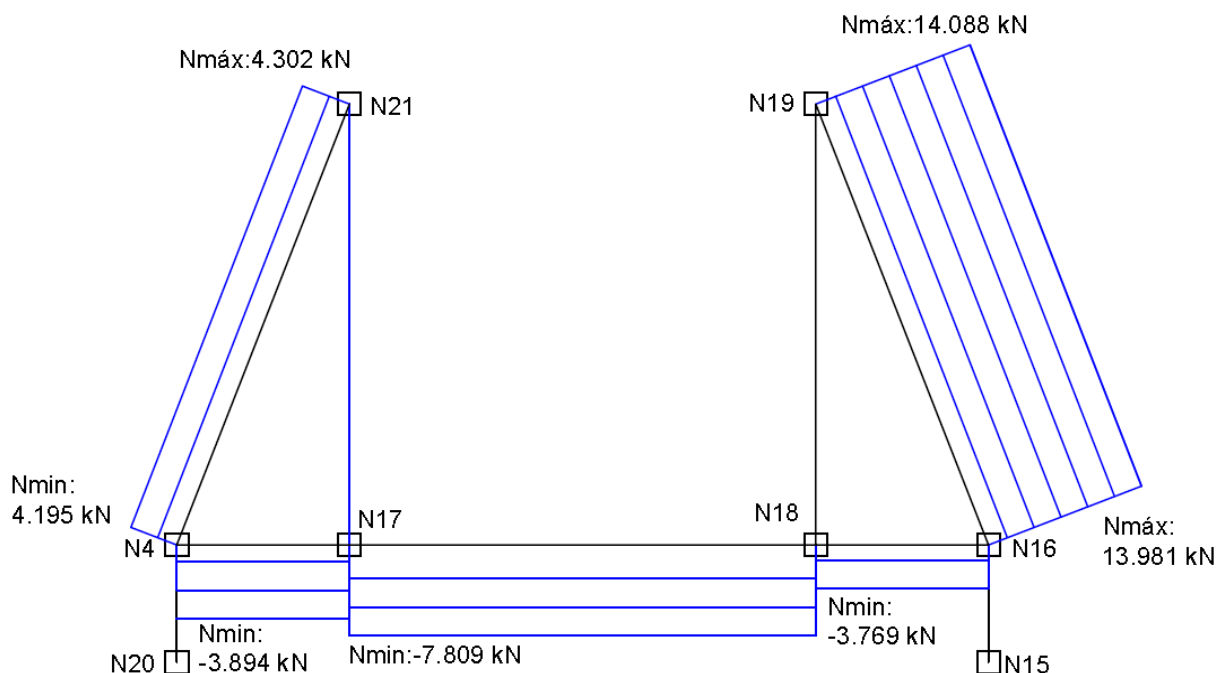 Nmáx:14.088 kN
Nmáx:4.302 kN
N21
N19
Nmin:
4.195 kN
N17
N18
N4
N16
Nmáx:
13.981 kN
Nmin:
-3.894 kN
Nmin:-7.809 kN
Nmin:
-3.769 kN
N20
N15